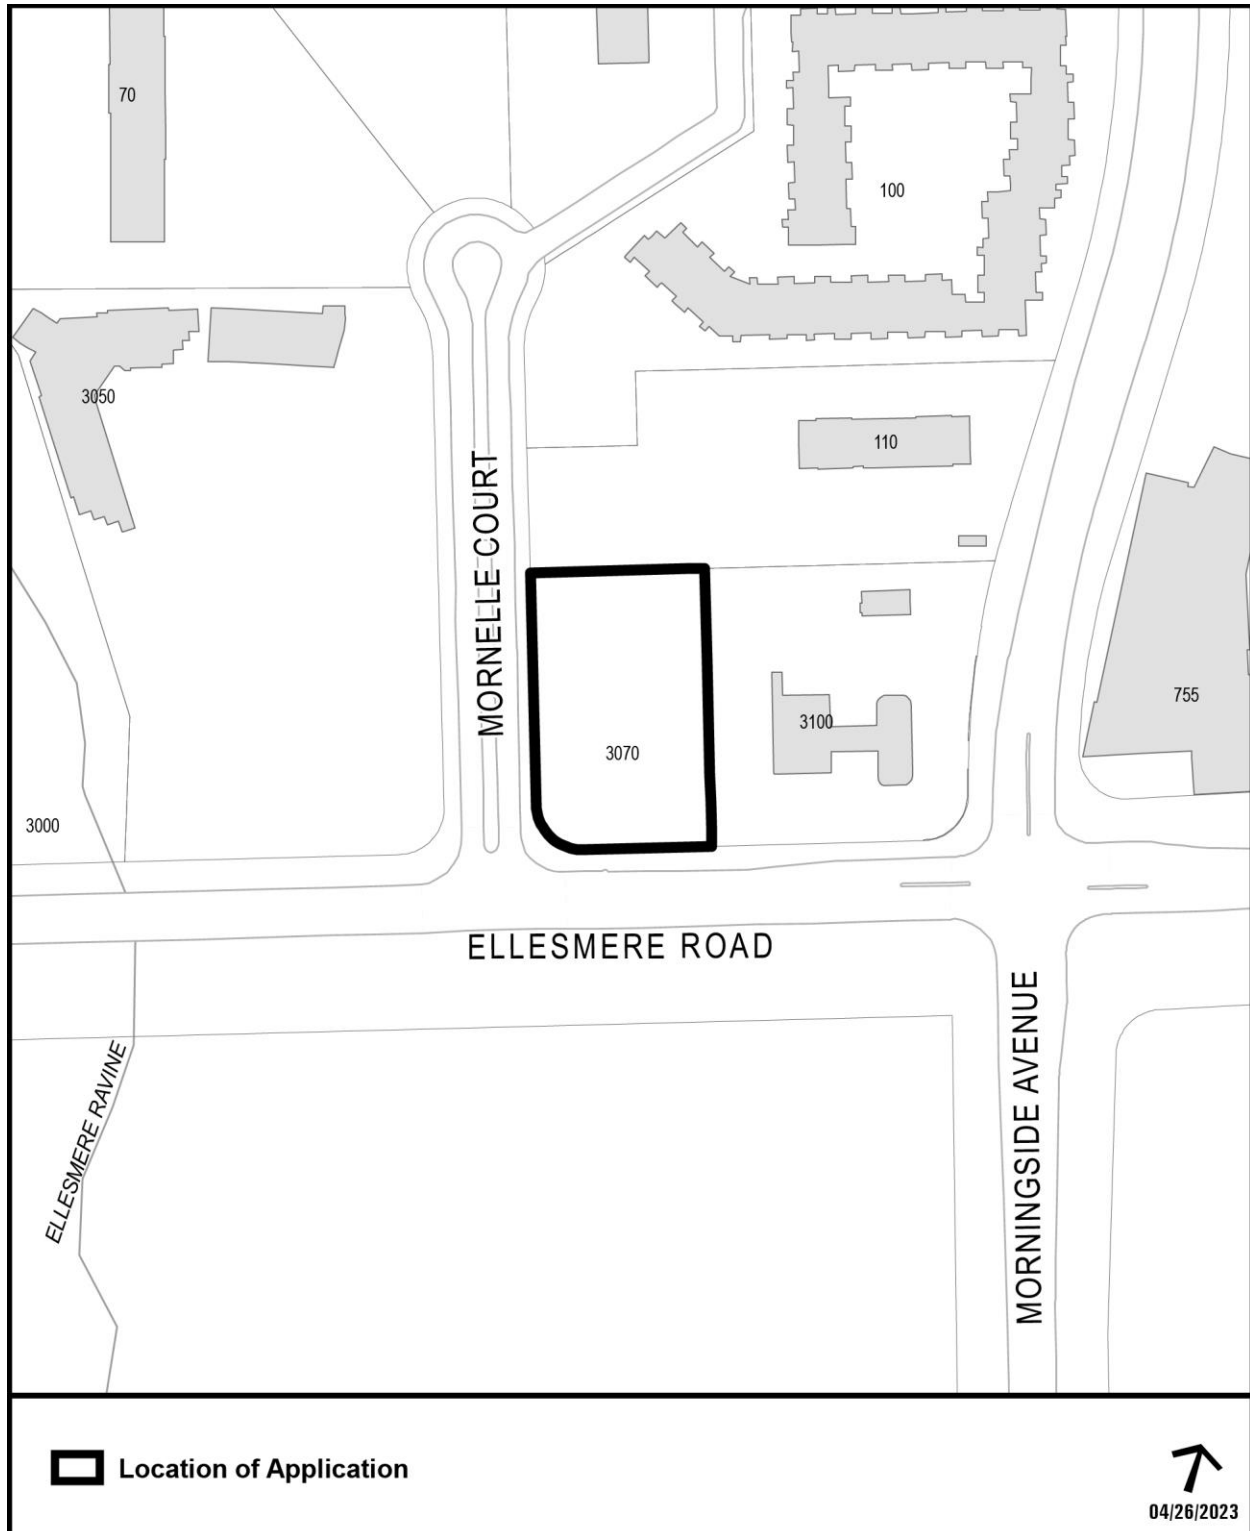 70
100
3050
110
MORNELLE COURT
3100
755
3070
3000
ELLESMERE ROAD
MORNINGSIDE AVENUE
ELLESMERE RAVINE
Location of Application
04/26/2023